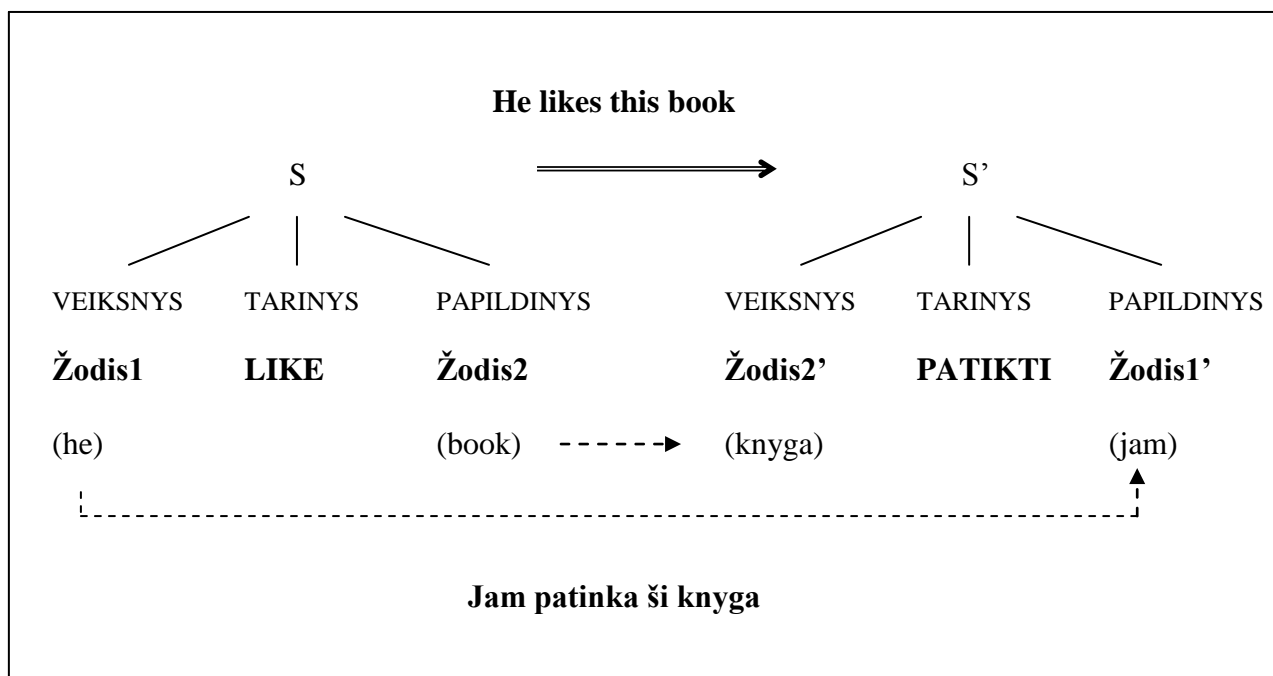 He likes this book
S S’
VEIKSNYS TARINYS PAPILDINYS VEIKSNYS TARINYS PAPILDINYS
Žodis1 LIKE Žodis2 Žodis2’ PATIKTI Žodis1’
(he) (book) (knyga) (jam)
Jam patinka ši knyga